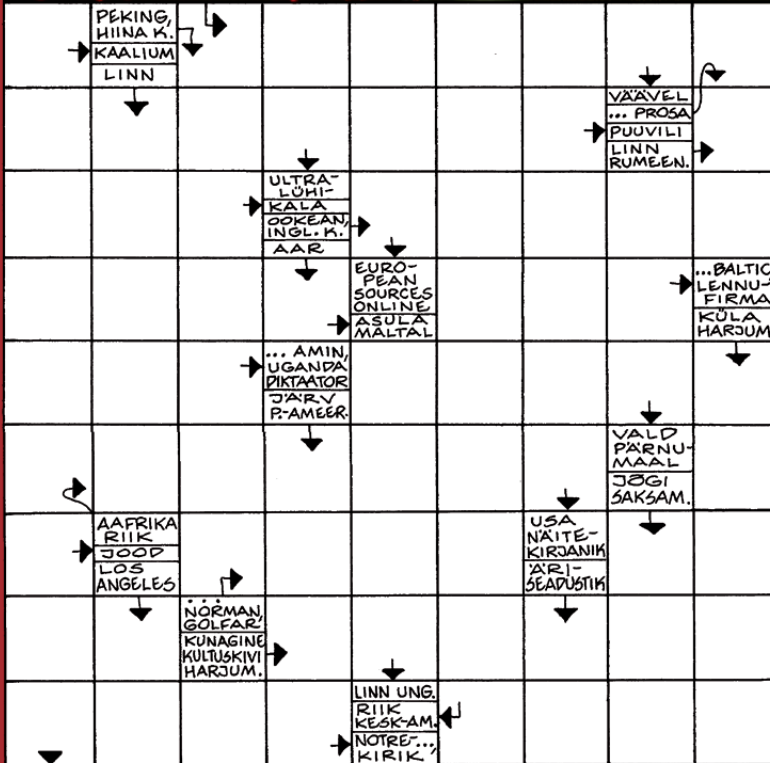 PEKING,
HIINA K.
KAALIUM
LINN
VÄÄVEL
... PROSA
PUUVILI
LINN
RUMEEN.
ULTRA-
LÜHI-
KALA
OOKEAN,
INGL. K.
AAR
EURO-
PEAN
SOURCES
ONLINE
ASULA
MALTAL
...BALTIC
LENNU-
FIRMA
KÜLA
HARJUM
... AMIN,
UGANDA
DIKTAATOR
JÄRV
P.-AMEER.
VALD
PÄRNU-
MAAL
JÕGI
SAKSAM.
AAFRIKA
RIIK
JOOD
LOS
ANGELES
USA
NÄITE-
KIRJANIK
ÄRI-
SEADUSTIK
...
NORMAN,
GOLFAR
KUNAGINE
KULTUSKIVI
HARJUM.
LINN UNG.
RIIK
KESK-AM.
NOTRE-...,
KIRIK